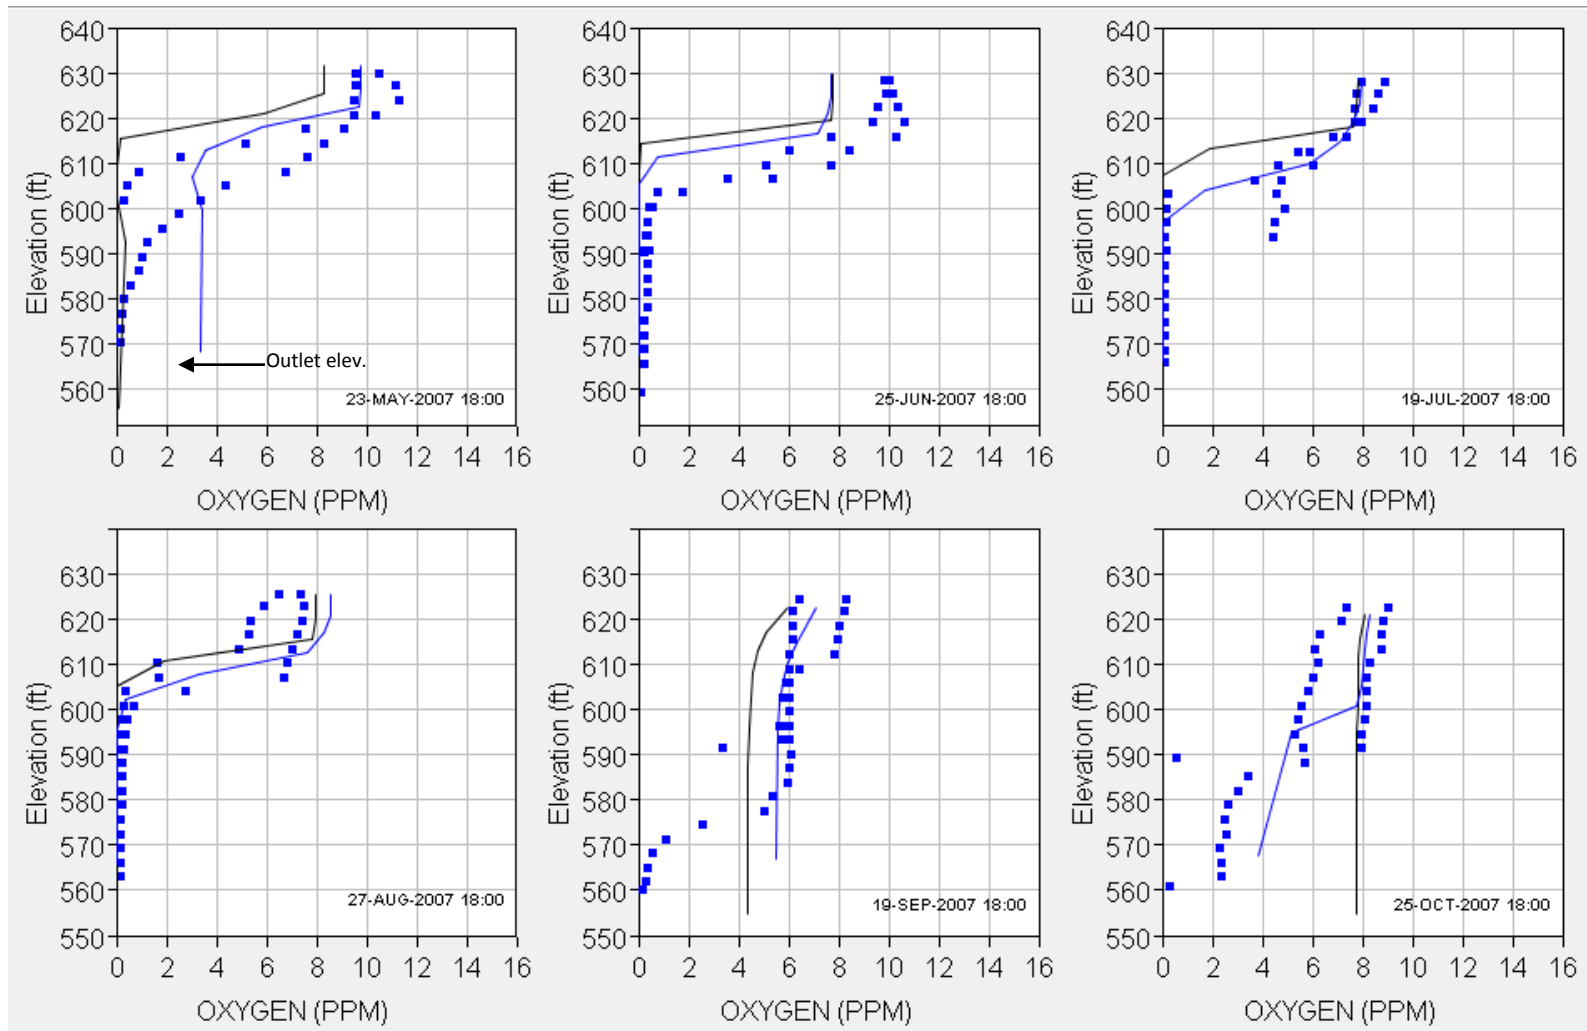 640
630
620
610
600
590
580
570
560
Elevation (ft)
Outlet elev.
23-MAY-2007 18:00
0 2 4 6 8 10 12 14 16
OXYGEN (PPM)
640
630
620
610
600
590
580
570
560
Elevation (ft)
25-JUN-2007 18:00
0 2 4 6 8 10 12 14 16
OXYGEN (PPM)
640
630
620
610
600
590
580
570
560
Elevation (ft)
19-JUL-2007 18:00
0 2 4 6 8 10 12 14 16
OXYGEN (PPM)
630
620
610
600
590
580
570
560
550
Elevation (ft)
27-AUG-2007 18:00
0 2 4 6 8 10 12 14 16
OXYGEN (PPM)
630
620
610
600
590
580
570
560
550
Elevation (ft)
19-SEP-2007 18:00
0 2 4 6 8 10 12 14 16
OXYGEN (PPM)
630
620
610
600
590
580
570
560
550
Elevation (ft)
25-OCT-2007 18:00
0 2 4 6 8 10 12 14 16
OXYGEN (PPM)